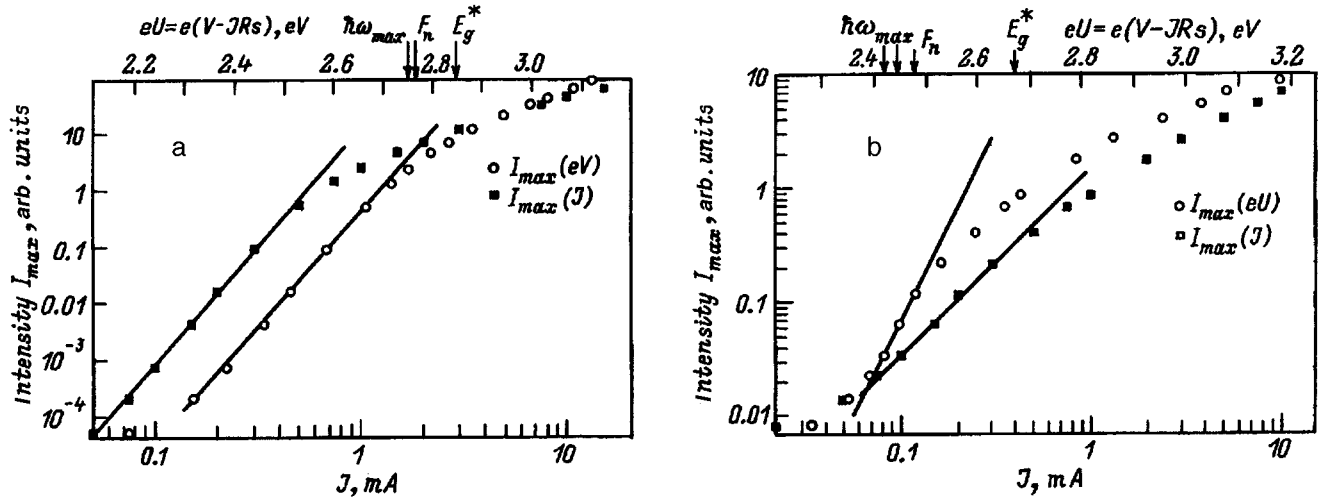 eU=e(V-JRs), eV ħω_max F_n E_g^*
2.2 2.4 2.6 2.8 3.0
Intensity I_max, arb. units
10
1
0.1
0.01
10^-3
10^-4
a
I_max(eV)
I_max(J)
0.1 1 10
J, mA
ħω_max F_n E_g^* eU=e(V-JRs), eV
2.4 2.6 2.8 3.0 3.2
Intensity I_max, arb. units
10
1
0.1
0.01
b
I_max(eU)
I_max(J)
0.1 1 10
J, mA